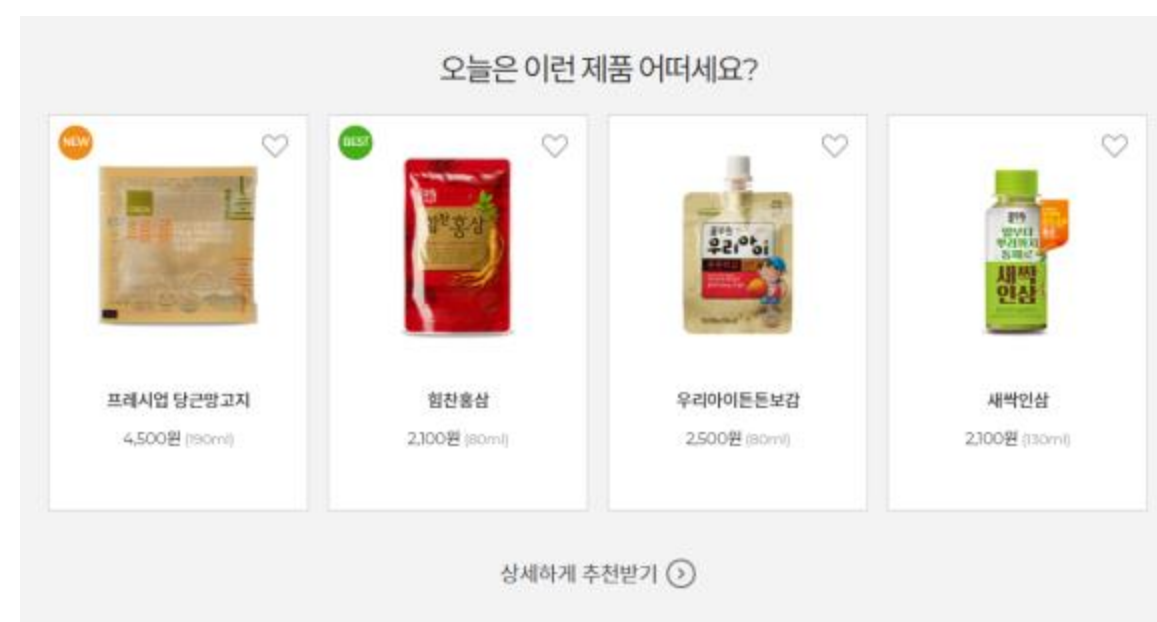 오늘은 이런 제품 어떠세요?
NEW
BEST
힘찬홍삼
풀무원
우리아이
새싹
인삼
프레시업 당근망고지
4,500원 (190ml)
힘찬홍삼
2,100원 (80ml)
우리아이튼튼보감
2,500원 (80ml)
새싹인삼
2,100원 (130ml)
상세하게 추천받기